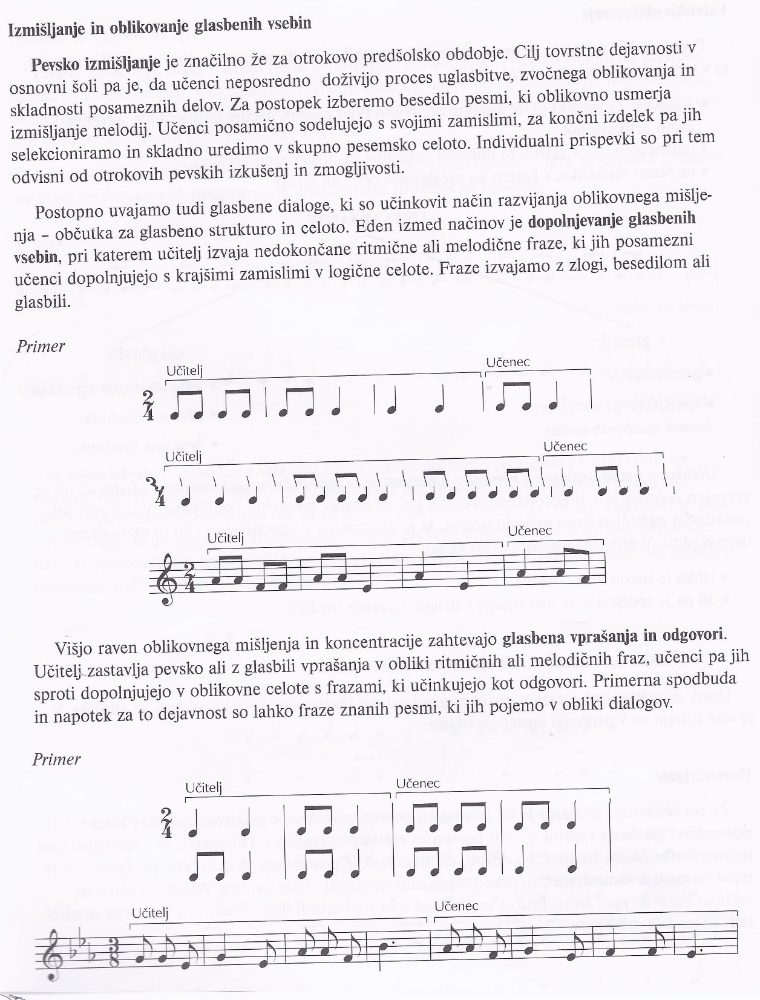 Izmišljanje in oblikovanje glasbenih vsebin
Pevsko izmišljanje je značilno že za otrokovo predšolsko obdobje. Cilj tovrstne dejavnosti v
osnovni šoli pa je, da učenci neposredno doživijo proces uglasbitve, zvočnega oblikovanja in
skladnosti posameznih delov. Za postopek izberemo besedilo pesmi, ki oblikovno usmerja
izmišljanje melodij. Učenci posamično sodelujejo s svojimi zamislimi, za končni izdelek pa jih
selekcioniramo in skladno uredimo v skupno pesemsko celoto. Individualni prispevki so pri tem
odvisni od otrokovih pevskih izkušenj in zmogljivosti.
Postopno uvajamo tudi glasbene dialoge, ki so učinkovit način razvijanja oblikovnega mišlje-
nja – občutka za glasbeno strukturo in celoto. Eden izmed načinov je dopolnjevanje glasbenih
vsebin, pri katerem učitelj izvaja nedokončane ritmične ali melodične fraze, ki jih posamezni
učenci dopolnjujejo s krajšimi zamislimi v logične celote. Fraze izvajamo z zlogi, besedilom ali
glasbili.
Primer
Učitelj Učenec
2
4
Učitelj Učenec
3
4
Učitelj Učenec
2
4
Višjo raven oblikovnega mišljenja in koncentracije zahtevajo glasbena vprašanja in odgovori.
Učitelj zastavlja pevsko ali z glasbili vprašanja v obliki ritmičnih ali melodičnih fraz, učenci pa jih
sproti dopolnjujejo v oblikovne celote s frazami, ki učinkujejo kot odgovori. Primerna spodbuda
in napotek za to dejavnost so lahko fraze znanih pesmi, ki jih pojemo v obliki dialogov.
Primer
Učitelj Učenec
2
4
Učitelj Učenec
3
8